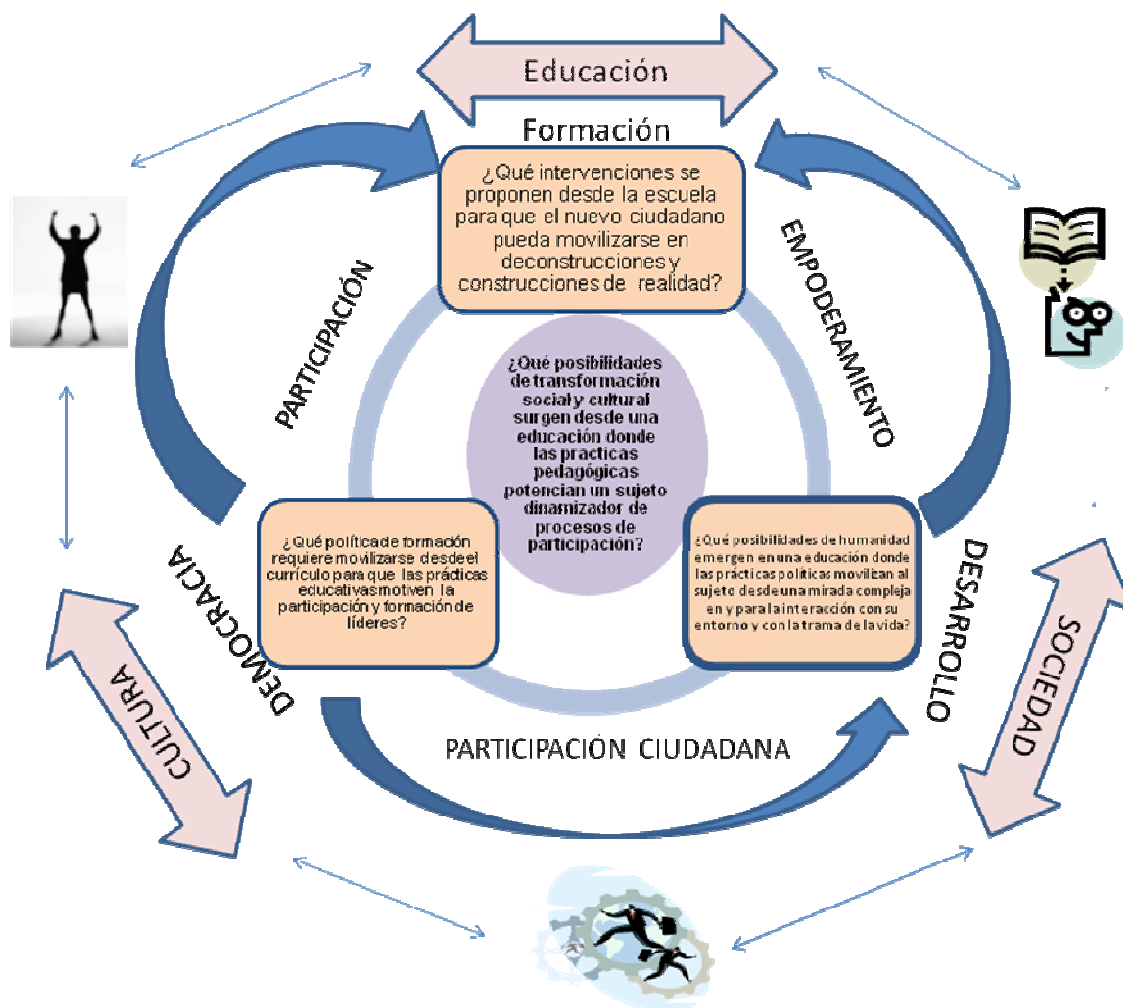 Educación
Formación
¿Qué intervenciones se
proponen desde la escuela
para que el nuevo ciudadano
pueda movilizarse en
deconstrucciones y
construcciones de realidad?
PARTICIPACIÓN
EMPODERAMIENTO
¿Qué posibilidades
de transformación
social y cultural
surgen desde una
educación donde
las practicas
pedagógicas
potencian un sujeto
dinamizador de
procesos de
participación?
¿Qué política de formación
requiere movilizarse desde el
currículo para que las prácticas
educativas motiven la
participación y formación de
líderes?
¿Qué posibilidades de humanidad
emergen en una educación donde
las prácticas políticas movilizan al
sujeto desde una mirada compleja
en y para la interacción con su
entorno y con la trama de la vida?
DEMOCRACIA
DESARROLLO
CULTURA
SOCIEDAD
PARTICIPACIÓN CIUDADANA